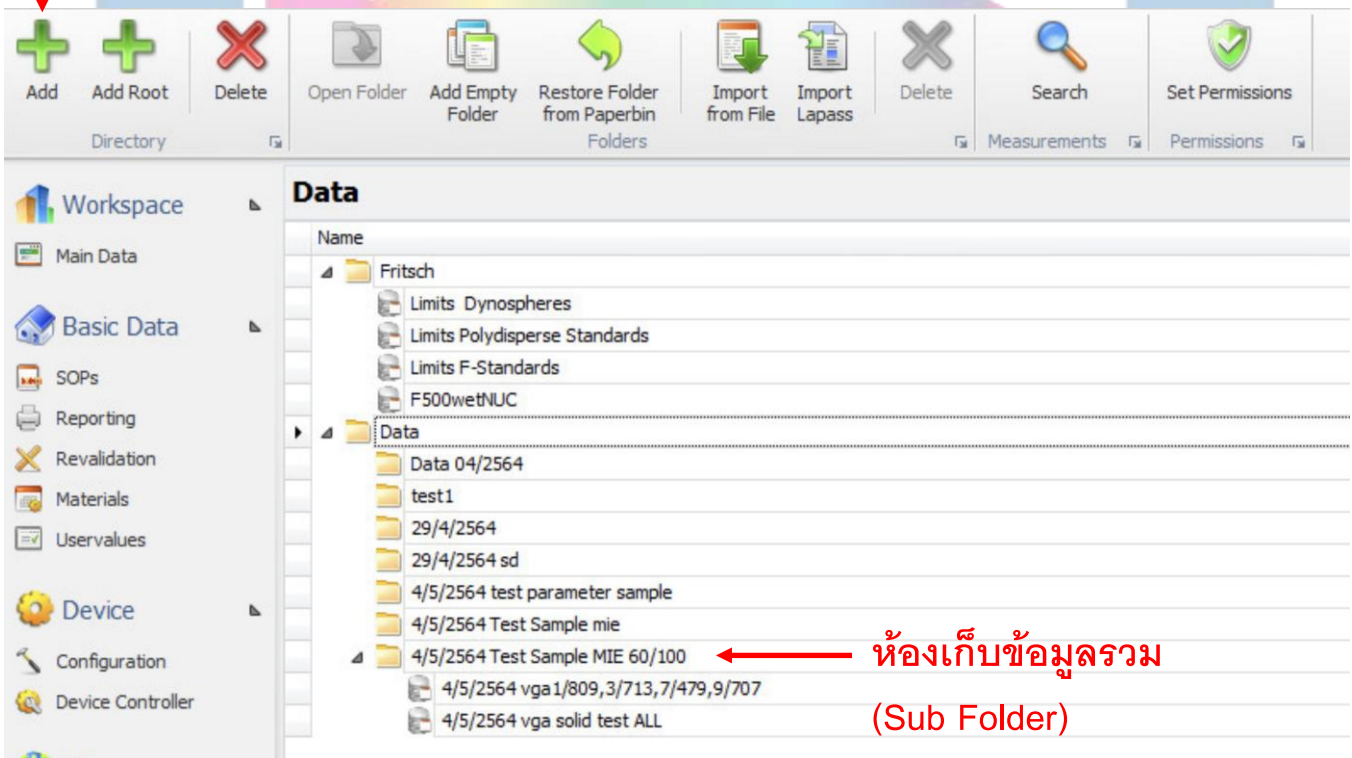 Add
Add Root
Delete
Open Folder
Add Empty
Folder
Restore Folder
from Paperbin
Import
from File
Import
Lapass
Delete
Search
Set Permissions
Directory
Folders
Measurements
Permissions
Workspace
Main Data
Basic Data
SOPs
Reporting
Revalidation
Materials
Uservalues
Device
Configuration
Device Controller
Data
Name
Fritsch
Limits Dynospheres
Limits Polydisperse Standards
Limits F-Standards
F500wetNUC
Data
Data 04/2564
test1
29/4/2564
29/4/2564 sd
4/5/2564 test parameter sample
4/5/2564 Test Sample mie
4/5/2564 Test Sample MIE 60/100
4/5/2564 vga1/809,3/713,7/479,9/707
4/5/2564 vga solid test ALL
ห้องเก็บข้อมูลรวม
(Sub Folder)